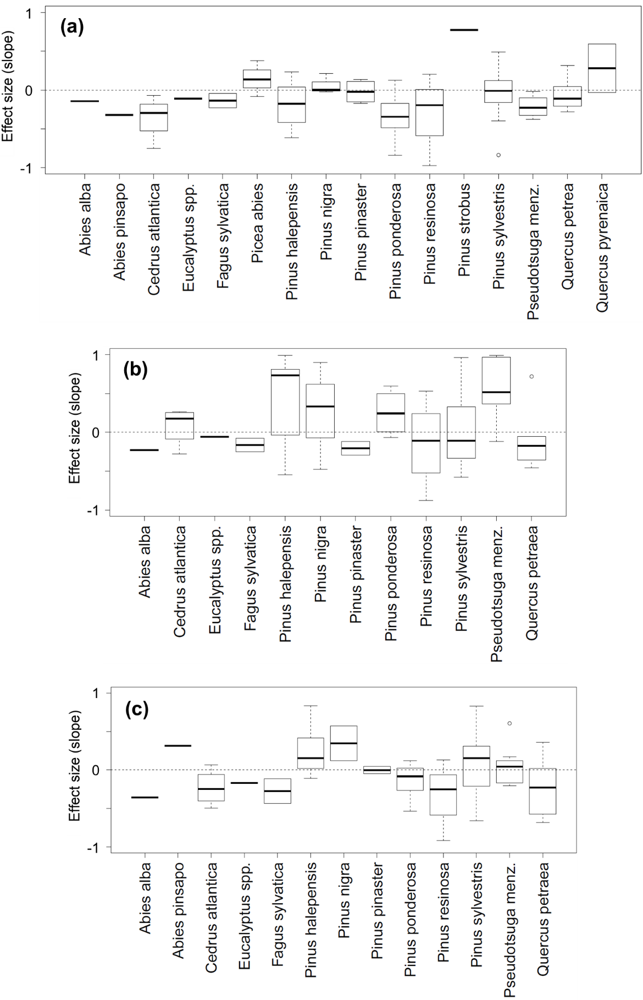 (a)
Effect size (slope)
1
0
-1
Abies alba
Abies pinsapo
Cedrus atlantica
Eucalyptus spp.
Fagus sylvatica
Picea abies
Pinus halepensis
Pinus nigra
Pinus pinaster
Pinus ponderosa
Pinus resinosa
Pinus strobus
Pinus sylvestris
Pseudotsuga menz.
Quercus petrea
Quercus pyrenaica
(b)
Effect size (slope)
1
0
-1
Abies alba
Cedrus atlantica
Eucalyptus spp.
Fagus sylvatica
Pinus halepensis
Pinus nigra
Pinus pinaster
Pinus ponderosa
Pinus resinosa
Pinus sylvestris
Pseudotsuga menz.
Quercus petraea
(c)
Effect size (slope)
1
0
-1
Abies alba
Abies pinsapo
Cedrus atlantica
Eucalyptus spp.
Fagus sylvatica
Pinus halepensis
Pinus nigra
Pinus pinaster
Pinus ponderosa
Pinus resinosa
Pinus sylvestris
Pseudotsuga menz.
Quercus petraea